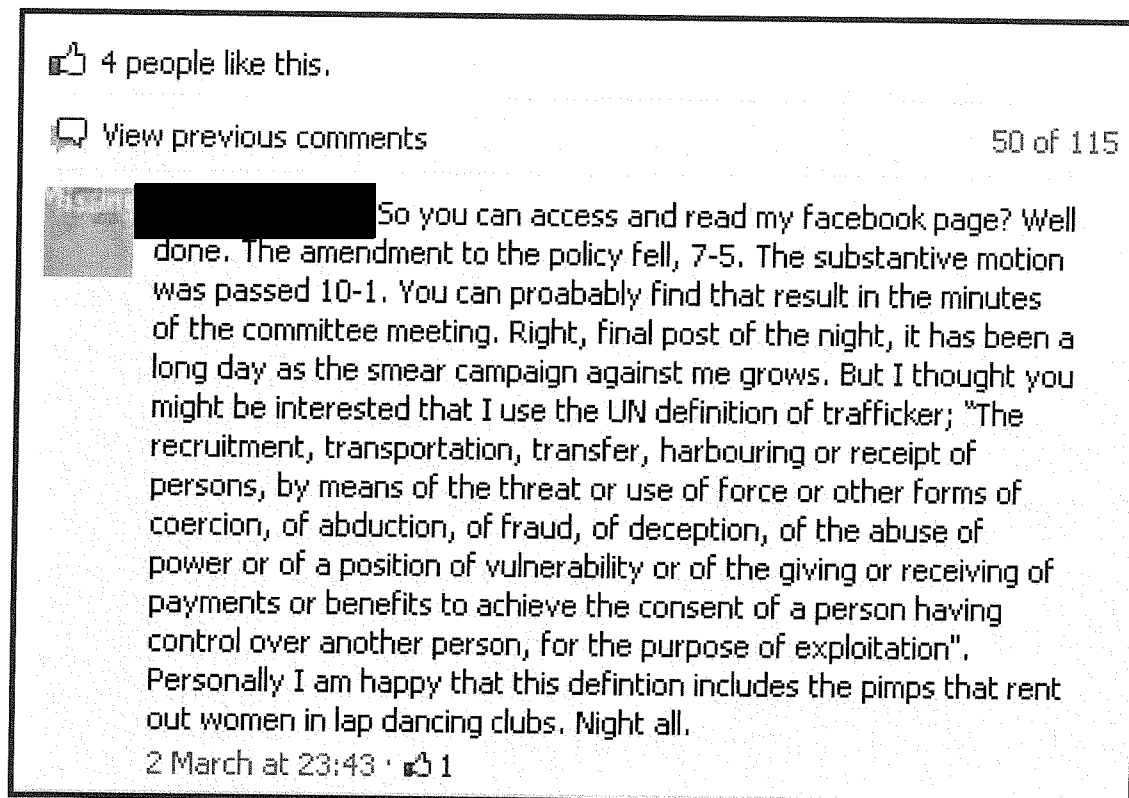 4 people like this.
View previous comments
50 of 115
So you can access and read my facebook page? Well
done. The amendment to the policy fell, 7-5. The substantive motion
was passed 10-1. You can proabably find that result in the minutes
of the committee meeting. Right, final post of the night, it has been a
long day as the smear campaign against me grows. But I thought you
might be interested that I use the UN definition of trafficker; "The
recruitment, transportation, transfer, harbouring or receipt of
persons, by means of the threat or use of force or other forms of
coercion, of abduction, of fraud, of deception, of the abuse of
power or of a position of vulnerability or of the giving or receiving of
payments or benefits to achieve the consent of a person having
control over another person, for the purpose of exploitation".
Personally I am happy that this defintion includes the pimps that rent
out women in lap dancing clubs. Night all.
2 March at 23:43 · 1